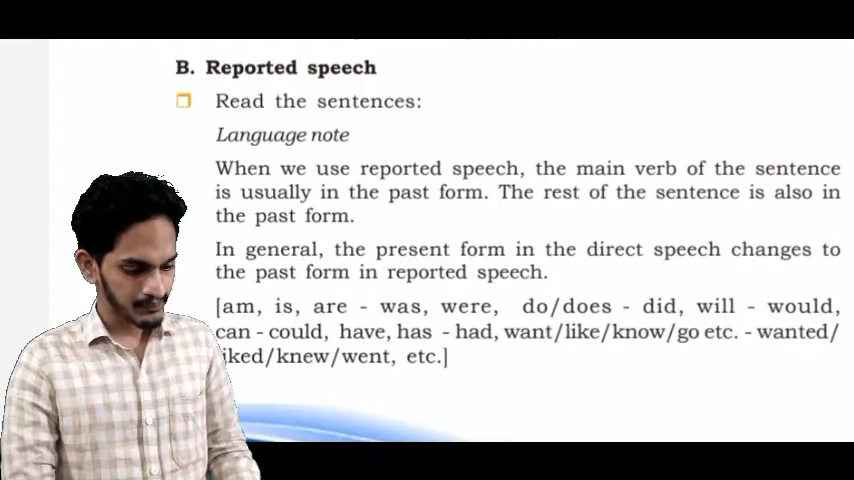 B. Reported speech
Read the sentences:
Language note
When we use reported speech, the main verb of the sentence
is usually in the past form. The rest of the sentence is also in
the past form.
In general, the present form in the direct speech changes to
the past form in reported speech.
[am, is, are - was, were, do/does - did, will - would,
can - could, have, has - had, want/like/know/go etc. - wanted/
iked/knew/went, etc.]